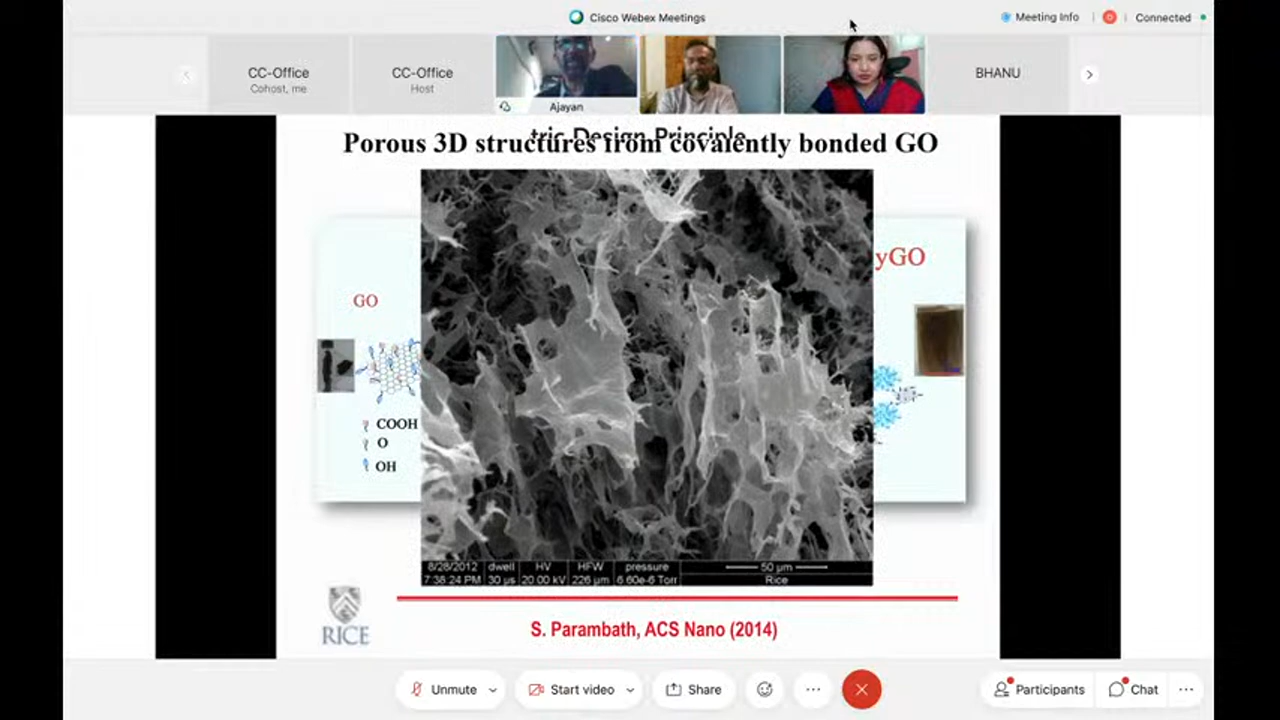 Cisco Webex Meetings
Meeting Info
Connected
CC-Office
Cohost, me
CC-Office
Host
Ajayan
BHANU
tric Design Principle
Porous 3D structures from covalently bonded GO
yGO
GO
COOH
O
OH
8/28/2012 dwell HV HFW pressure 50 µm
7:38:24 PM 30 µs 20.00 kV 226 µm 6.60e-6 Torr Rice
RICE
S. Parambath, ACS Nano (2014)
Unmute
Start video
Share
Participants
Chat